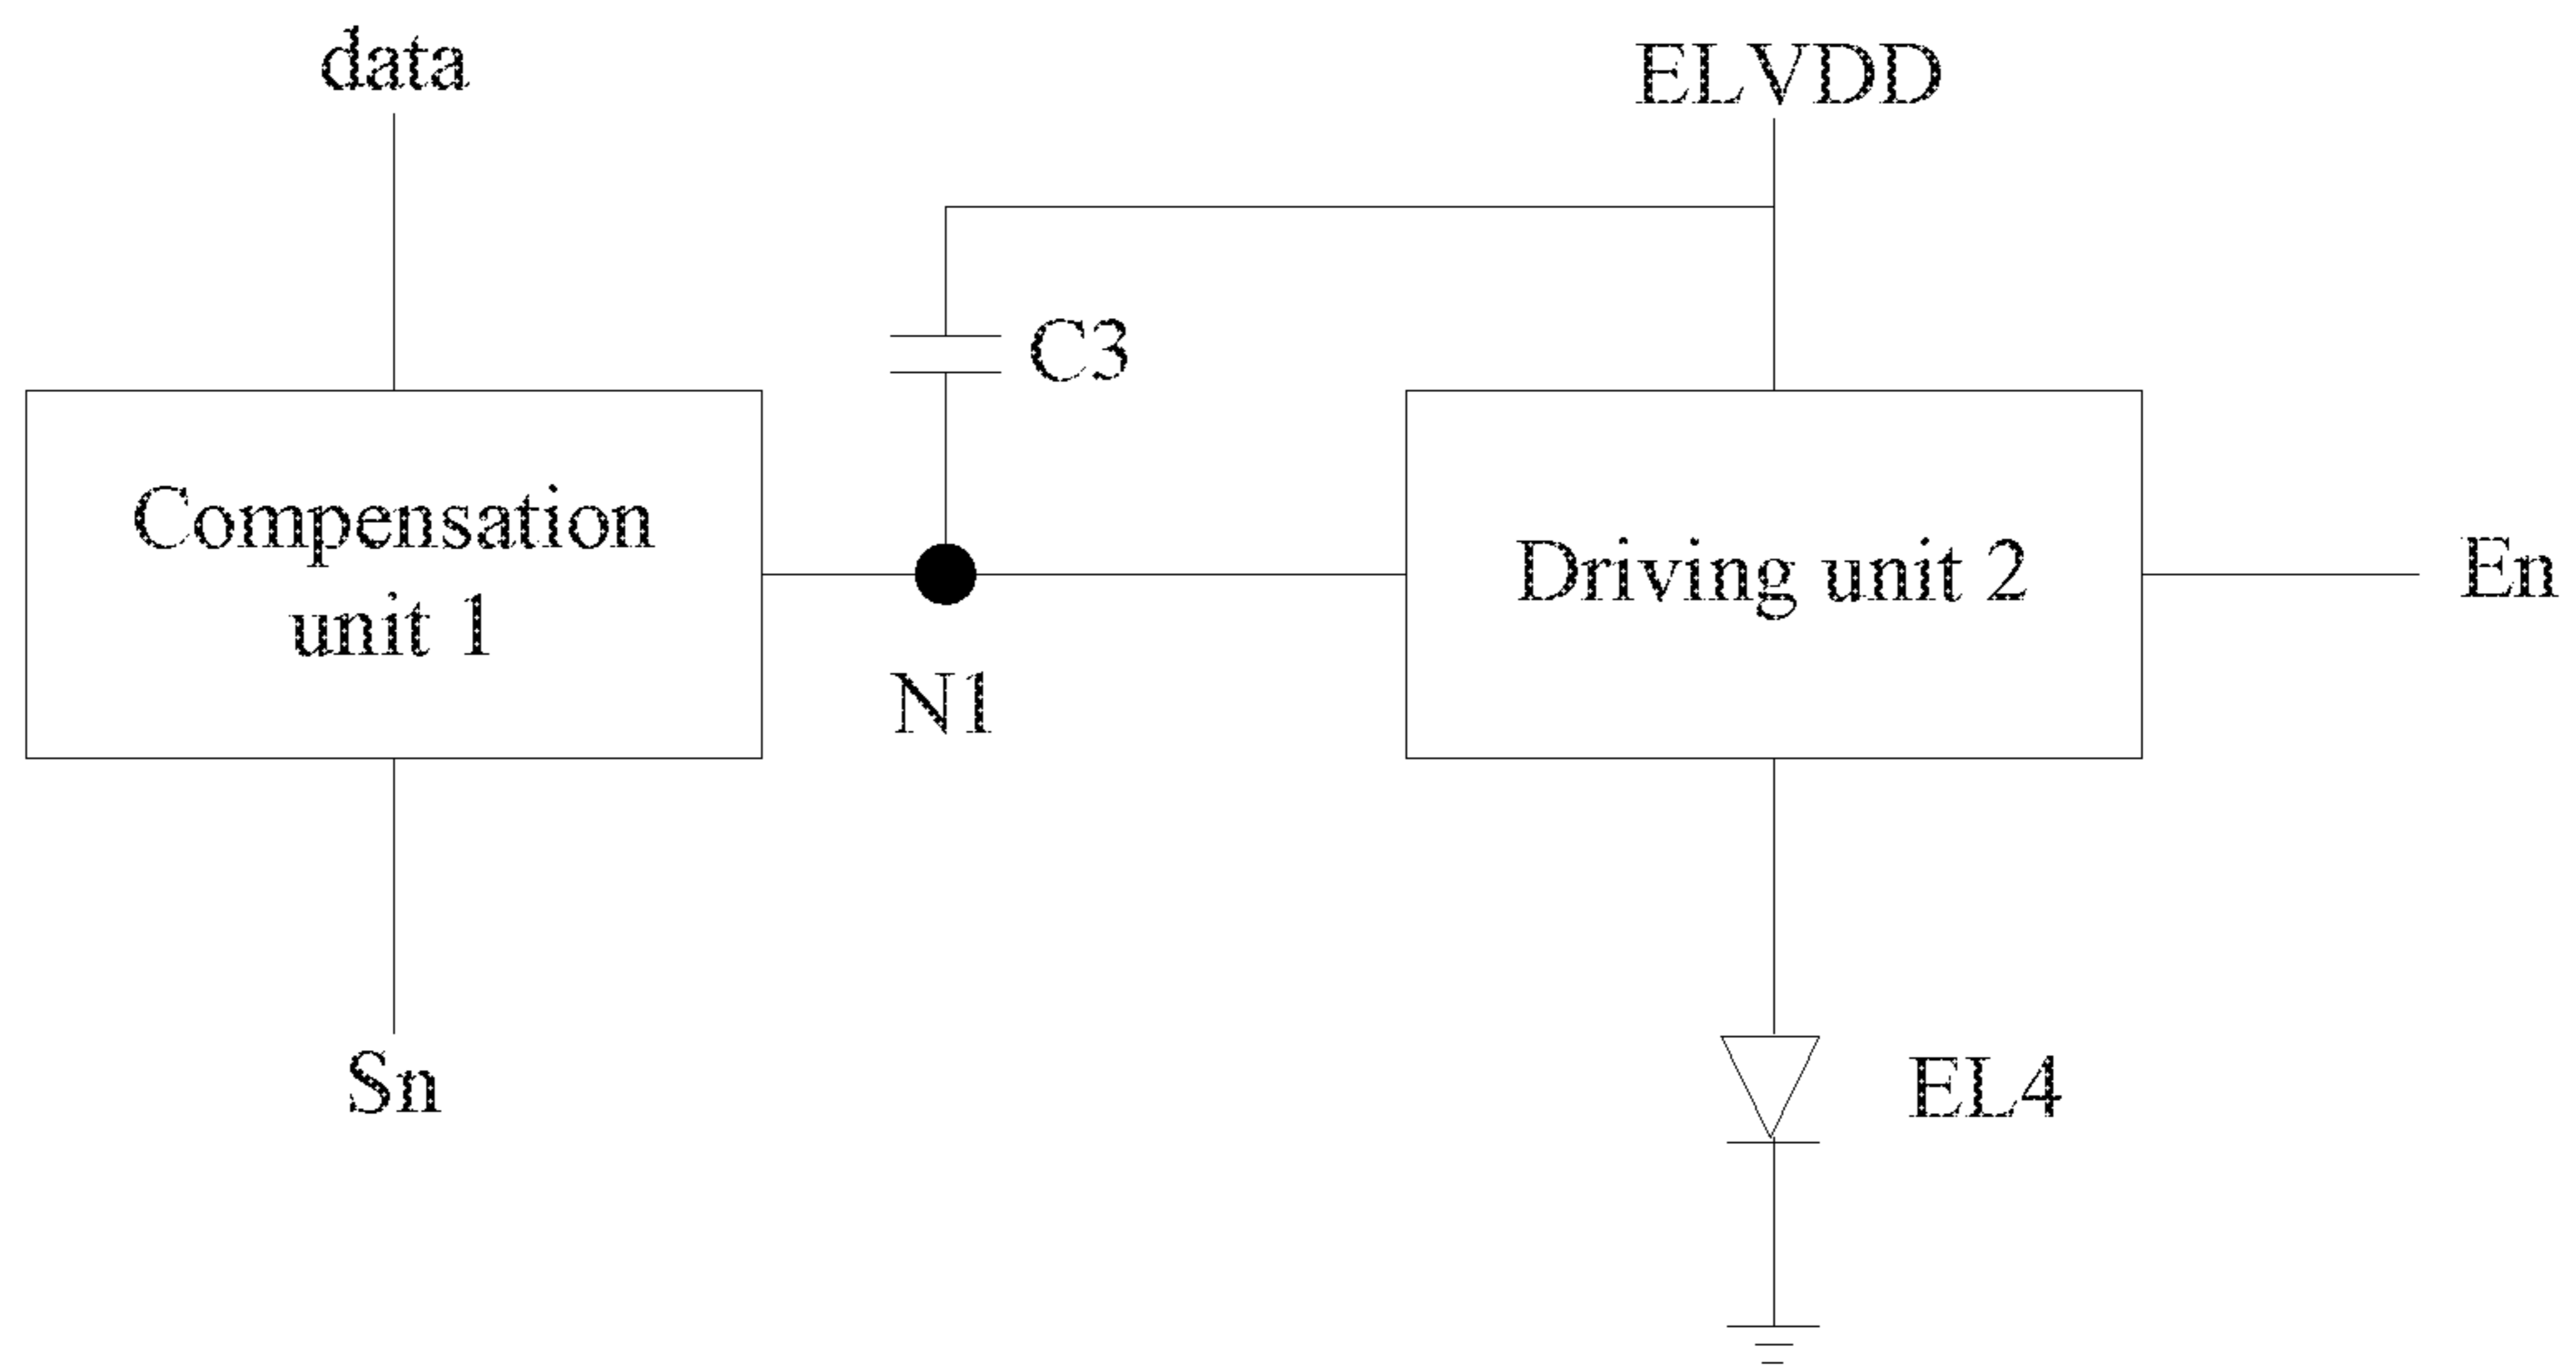 data
ELVDD
C3
Compensation
unit 1
Driving unit 2
En
N1
Sn
EL4